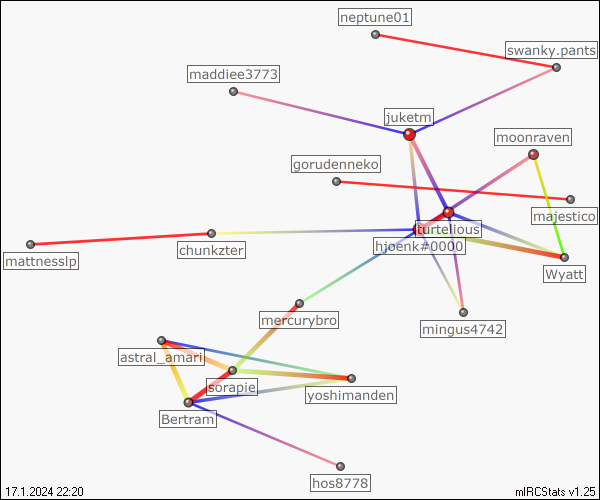 neptune01
swanky.pants
maddiee3773
juketm
moonraven
gorudenneko
majestico
turtelious
chunkzter
hjoenk#0000
mattnesslp
Wyatt
mercurybro
mingus4742
astral_amari
sorapie
yoshimanden
Bertram
hos8778
17.1.2024 22:20
mIRCStats v1.25